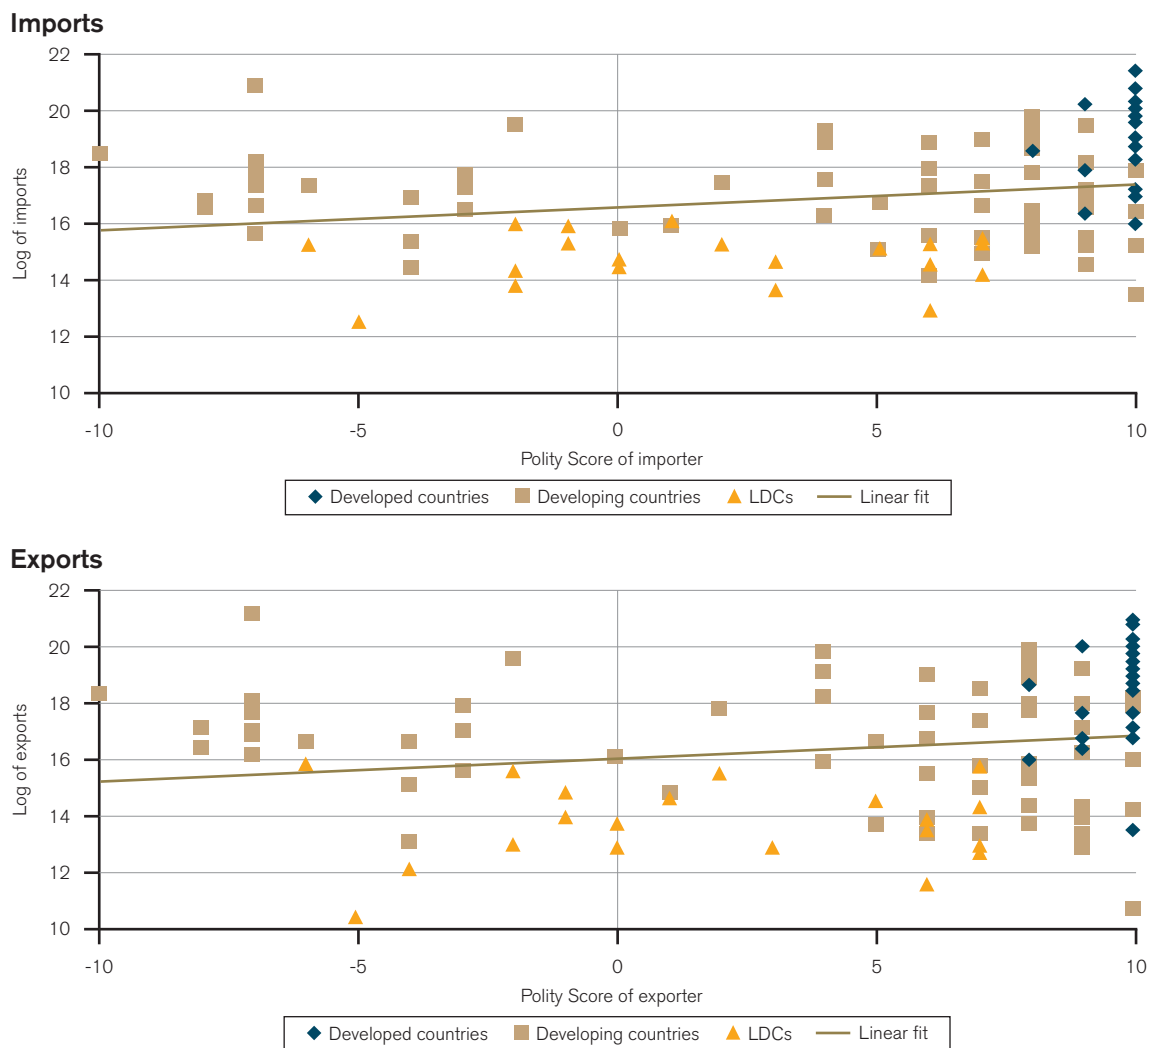 Imports
22
20
18
16
14
12
10
Log of imports
-10 -5 0 5 10
Polity Score of importer
Developed countries Developing countries LDCs Linear fit
Exports
22
20
18
16
14
12
10
Log of exports
-10 -5 0 5 10
Polity Score of exporter
Developed countries Developing countries LDCs Linear fit